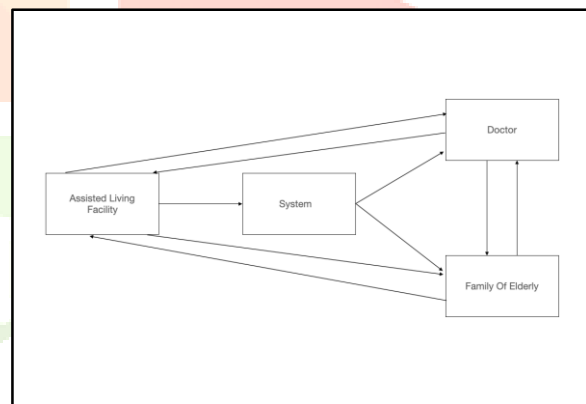 Doctor
Assisted Living
Facility
System
Family Of Elderly